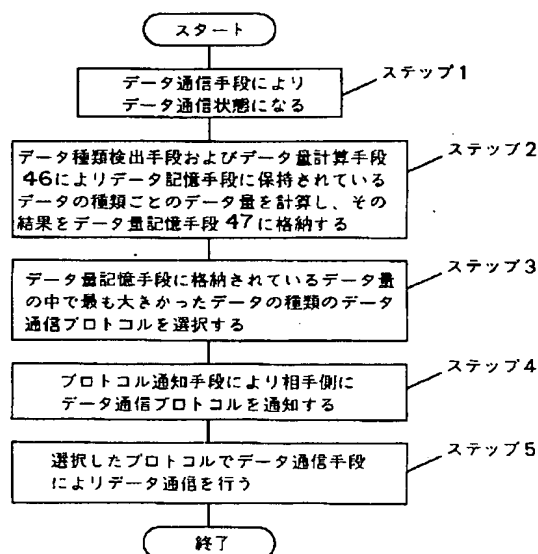 スタート
データ通信手段により
データ通信状態になる
ステップ1
データ種類検出手段およびデータ量計算手段
46によりデータ記憶手段に保持されている
データの種類ごとのデータ量を計算し、その
結果をデータ量記憶手段47に格納する
ステップ2
データ量記憶手段に格納されているデータ量
の中で最も大きかったデータの種類のデータ
通信プロトコルを選択する
ステップ3
プロトコル通知手段により相手側に
データ通信プロトコルを通知する
ステップ4
選択したプロトコルでデータ通信手段
によりデータ通信を行う
ステップ5
終了